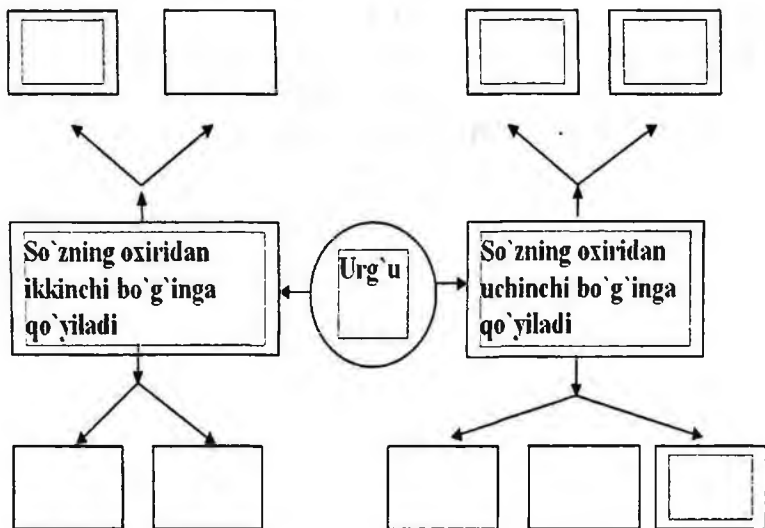 So`zning oxiridan
ikkinchi bo`g`inga
qo`yiladi
Urg`u
So`zning oxiridan
uchinchi bo`g`inga
qo`yiladi